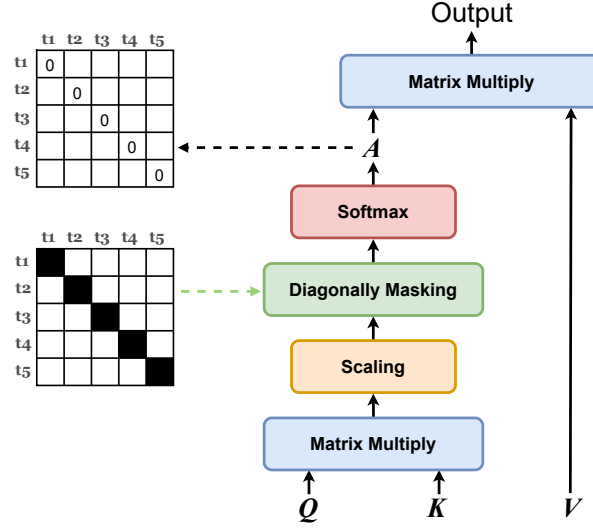 Output
t1 t2 t3 t4 t5
t1 0
t2 0
t3 0
t4 0
t5 0
Matrix Multiply
A
Softmax
t1 t2 t3 t4 t5
t1
t2
t3
t4
t5
Diagonally Masking
Scaling
Matrix Multiply
Q K V